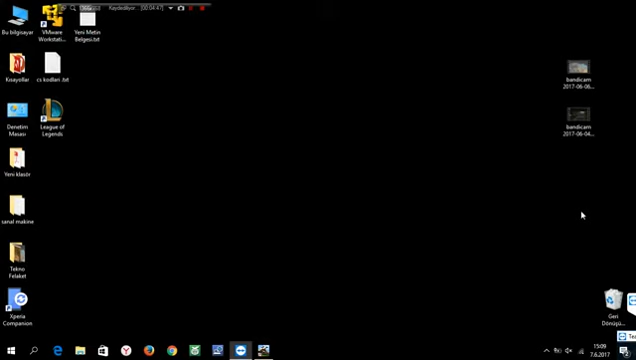 Kaydediliyor... [00:04:47]
Bu bilgisayar
VMware
Workstati...
Yeni Metin
Belgesi.txt
Kısayollar
cs kodlari .txt
bandicam
2017-06-06...
Denetim
Masası
League of
Legends
bandicam
2017-06-04...
Yeni klasör
sanal makine
Tekno
Felaket
Xperia
Companion
Geri
Dönüşü...
15:09
7.6.2017